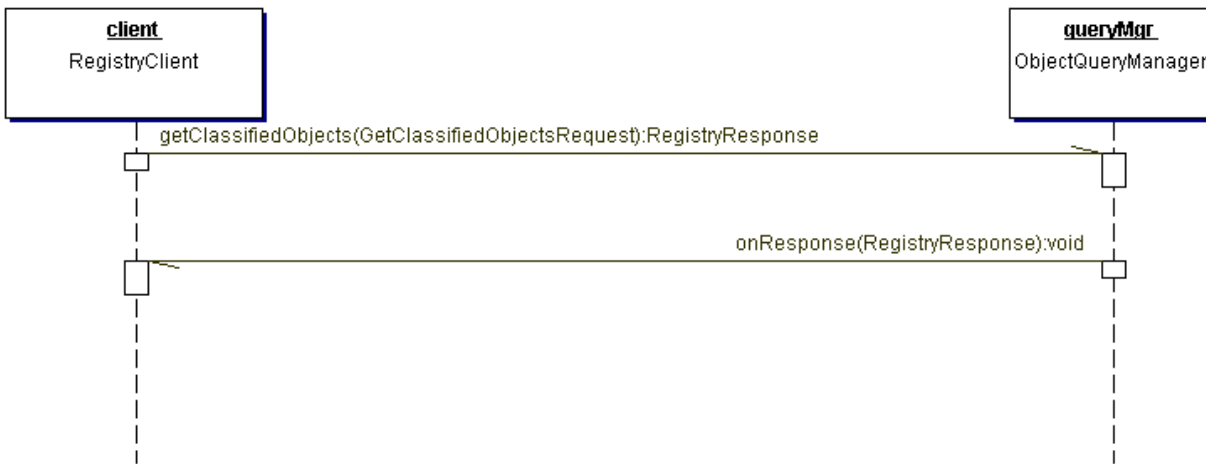 client
RegistryClient
queryMgr
ObjectQueryManager
getClassifiedObjects(GetClassifiedObjectsRequest):RegistryResponse
onResponse(RegistryResponse):void